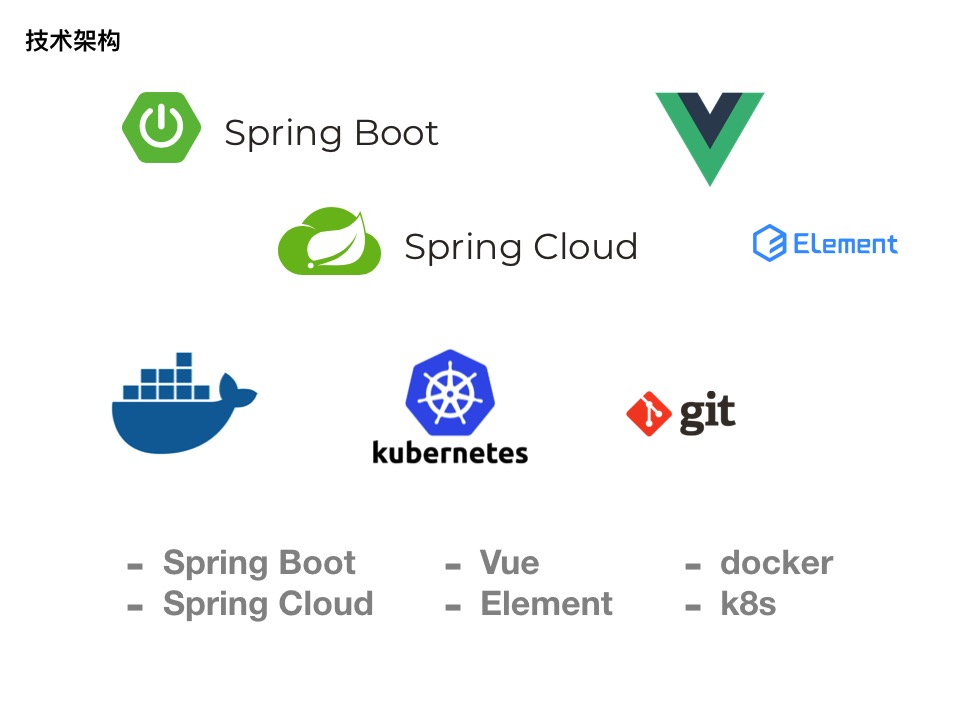 技术架构
Spring Boot
Spring Cloud
Element
kubernetes
git
- Spring Boot
- Spring Cloud
- Vue
- Element
- docker
- k8s